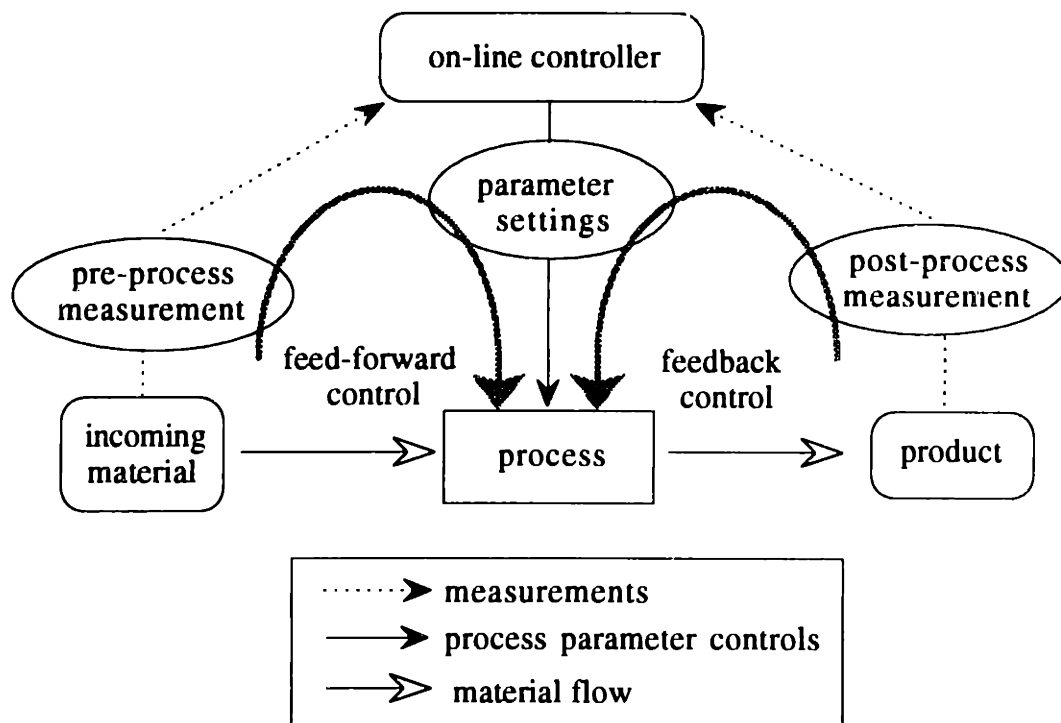 on-line controller
parameter
settings
pre-process
measurement
post-process
measurement
feed-forward
control
feedback
control
incoming
material
process
product
measurements
process parameter controls
material flow